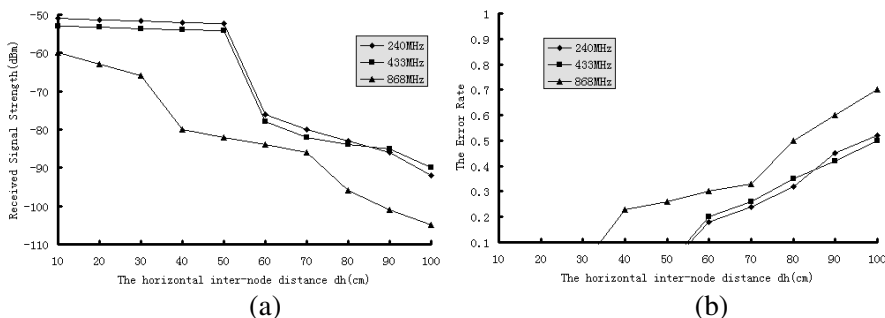 -50
-60
-70
-80
-90
-100
-110
Received Signal Strength(dBm)
240MHz
433MHz
868MHz
10 20 30 40 50 60 70 80 90 100
The horizontal inter-node distance dh(cm)
(a)
1
0.9
0.8
0.7
0.6
0.5
0.4
0.3
0.2
0.1
The Error Rate
240MHz
433MHz
868MHz
10 20 30 40 50 60 70 80 90 100
The horizontal inter-node distance dh(cm)
(b)